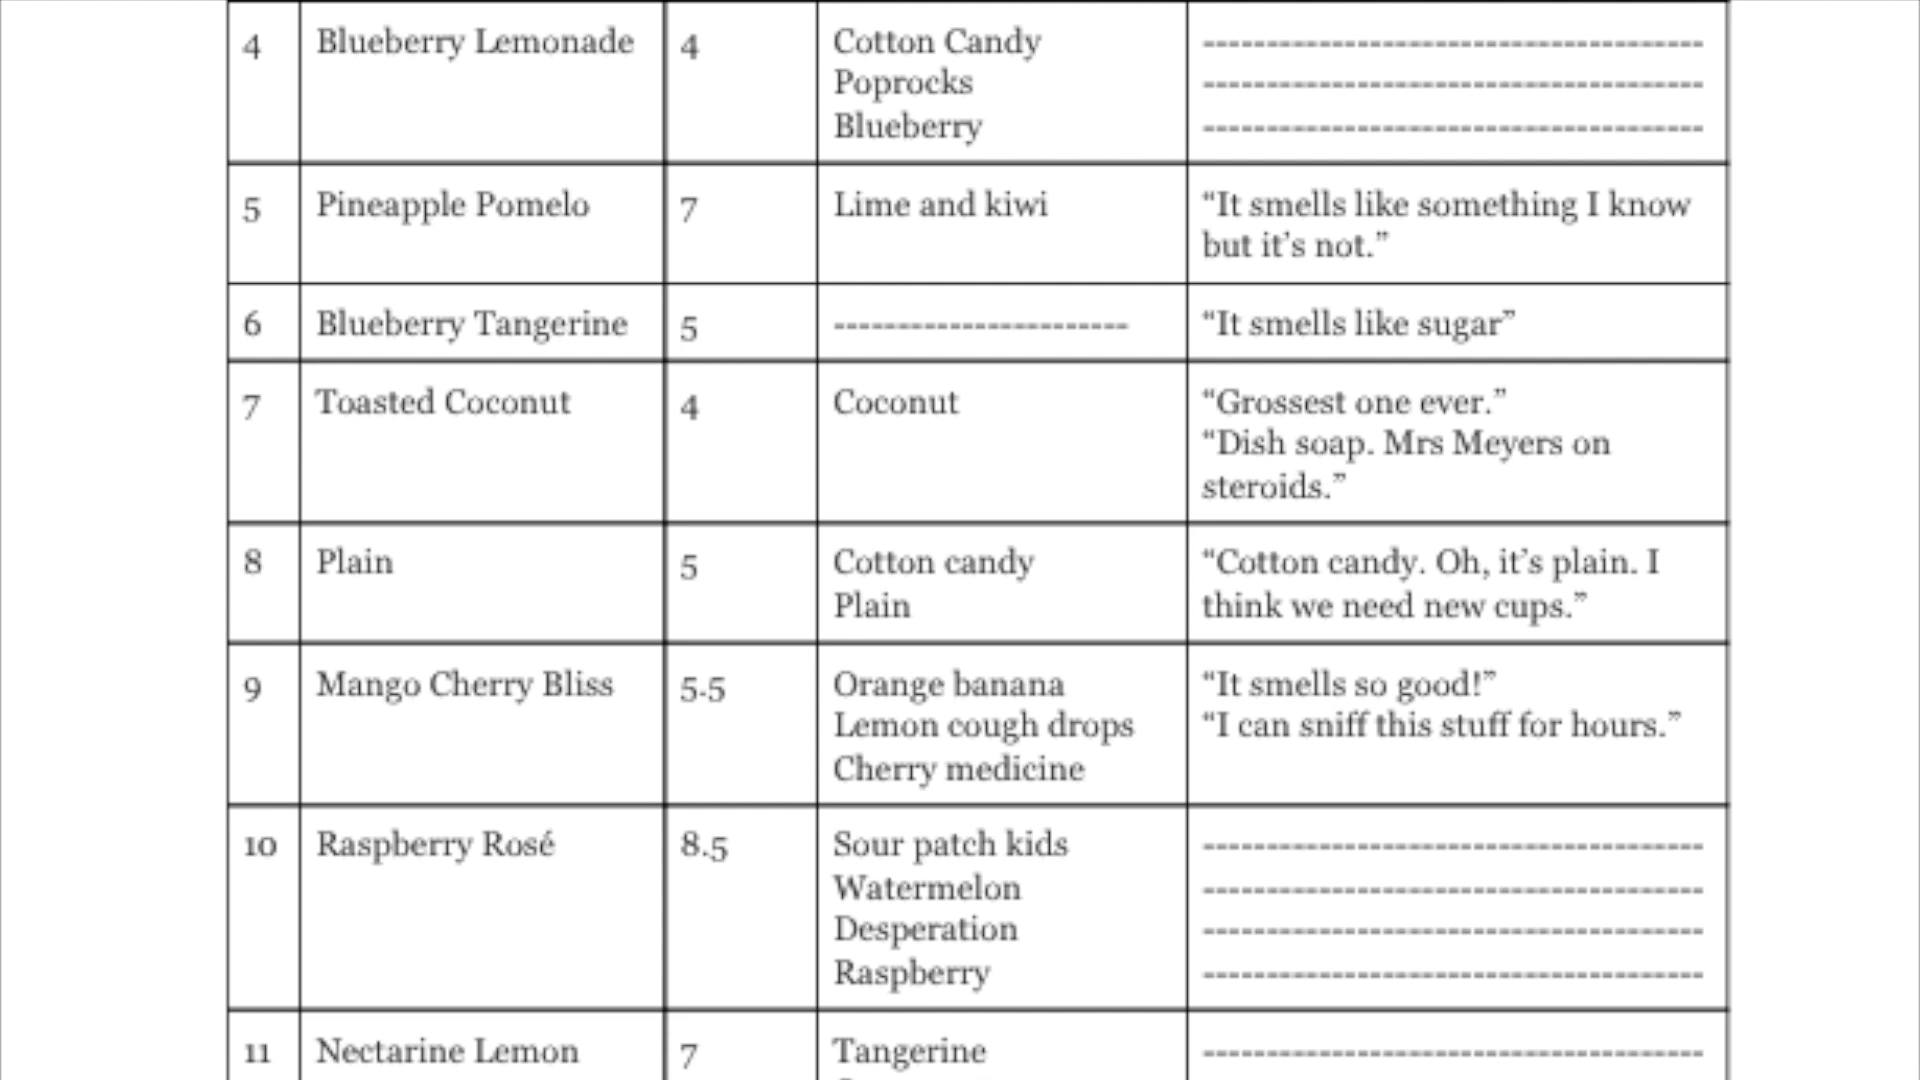 4 Blueberry Lemonade 4 Cotton Candy ---------------------------------------
Poprocks ---------------------------------------
Blueberry ---------------------------------------
5 Pineapple Pomelo 7 Lime and kiwi “It smells like something I know
but it’s not.”
6 Blueberry Tangerine 5 ----------------------- “It smells like sugar”
7 Toasted Coconut 4 Coconut “Grossest one ever.”
“Dish soap. Mrs Meyers on
steroids.”
8 Plain 5 Cotton candy “Cotton candy. Oh, it’s plain. I
Plain think we need new cups.”
9 Mango Cherry Bliss 5.5 Orange banana “It smells so good!”
Lemon cough drops “I can sniff this stuff for hours.”
Cherry medicine
10 Raspberry Rosé 8.5 Sour patch kids ---------------------------------------
Watermelon ---------------------------------------
Desperation ---------------------------------------
Raspberry ---------------------------------------
11 Nectarine Lemon 7 Tangerine ---------------------------------------